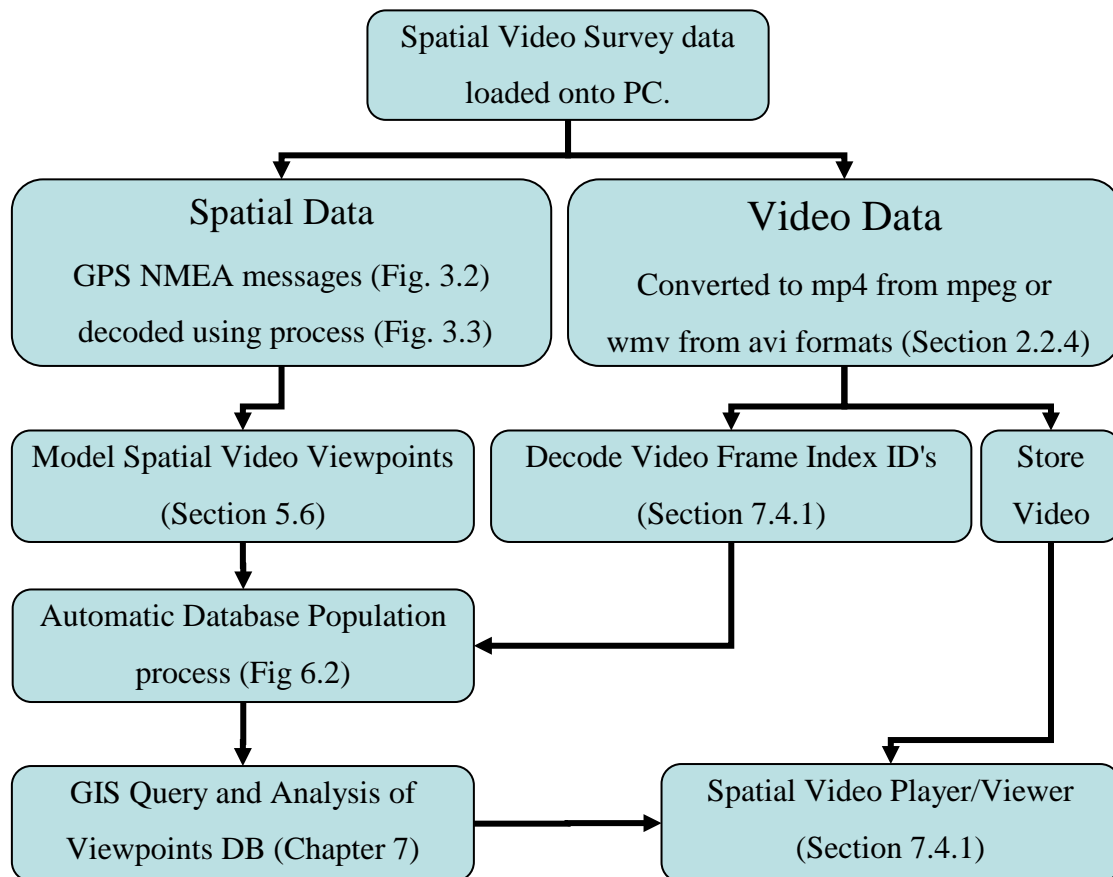 Spatial Video Survey data
loaded onto PC.
Spatial Data
GPS NMEA messages (Fig. 3.2)
decoded using process (Fig. 3.3)
Video Data
Converted to mp4 from mpeg or
wmv from avi formats (Section 2.2.4)
Model Spatial Video Viewpoints
(Section 5.6)
Decode Video Frame Index ID's
(Section 7.4.1)
Store
Video
Automatic Database Population
process (Fig 6.2)
GIS Query and Analysis of
Viewpoints DB (Chapter 7)
Spatial Video Player/Viewer
(Section 7.4.1)